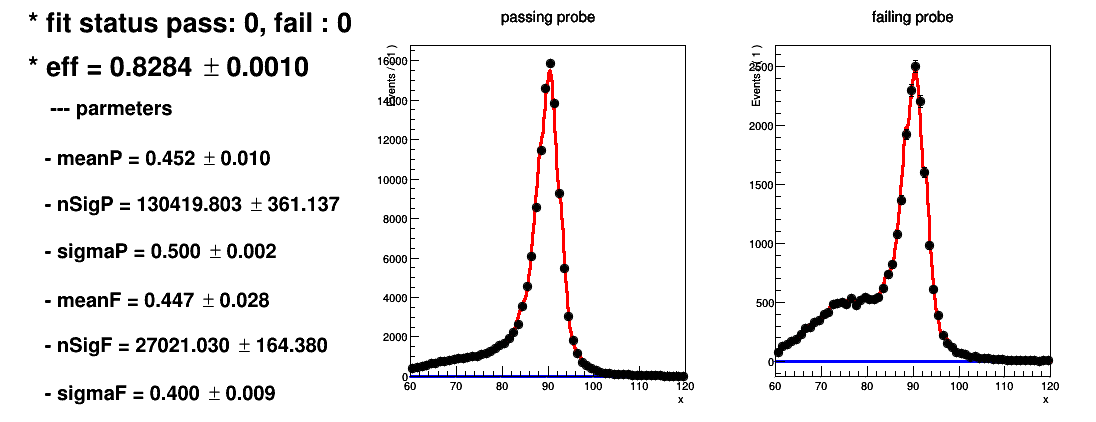 * fit status pass: 0, fail : 0
* eff = 0.8284 ± 0.0010
--- parmeters
- meanP = 0.452 ± 0.010
- nSigP = 130419.803 ± 361.137
- sigmaP = 0.500 ± 0.002
- meanF = 0.447 ± 0.028
- nSigF = 27021.030 ± 164.380
- sigmaF = 0.400 ± 0.009
passing probe
Events / ( 1 )
16000
14000
12000
10000
8000
6000
4000
2000
0
60 70 80 90 100 110 120
x
failing probe
Events / ( 1 )
2500
2000
1500
1000
500
0
60 70 80 90 100 110 120
x